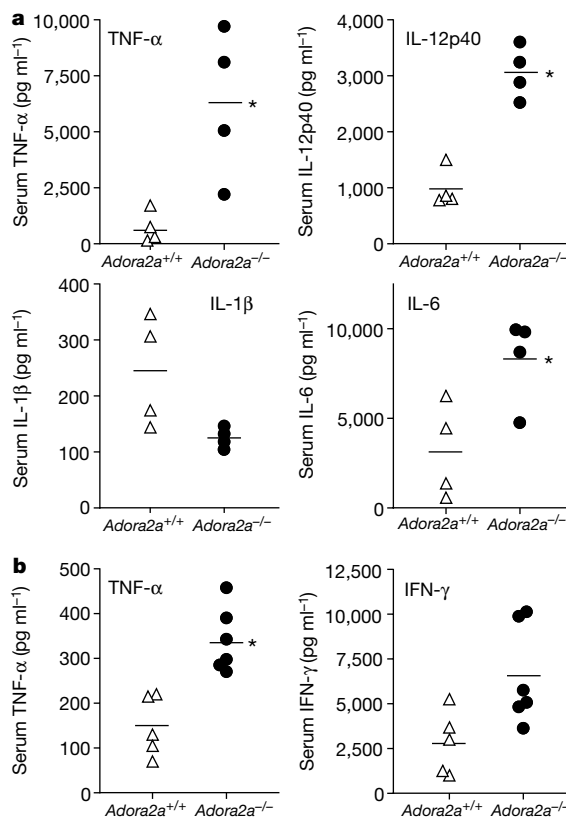 a
TNF-α
Serum TNF-α (pg ml⁻¹)
10,000
7,500
5,000
2,500
0
*
Adora2a⁺/⁺ Adora2a⁻/⁻
IL-12p40
Serum IL-12p40 (pg ml⁻¹)
4,000
3,000
2,000
1,000
0
*
Adora2a⁺/⁺ Adora2a⁻/⁻
IL-1β
Serum IL-1β (pg ml⁻¹)
400
300
200
100
0
Adora2a⁺/⁺ Adora2a⁻/⁻
IL-6
Serum IL-6 (pg ml⁻¹)
10,000
5,000
0
*
Adora2a⁺/⁺ Adora2a⁻/⁻
b
TNF-α
Serum TNF-α (pg ml⁻¹)
500
400
300
200
100
0
*
Adora2a⁺/⁺ Adora2a⁻/⁻
IFN-γ
Serum IFN-γ (pg ml⁻¹)
12,500
10,000
7,500
5,000
2,500
0
Adora2a⁺/⁺ Adora2a⁻/⁻